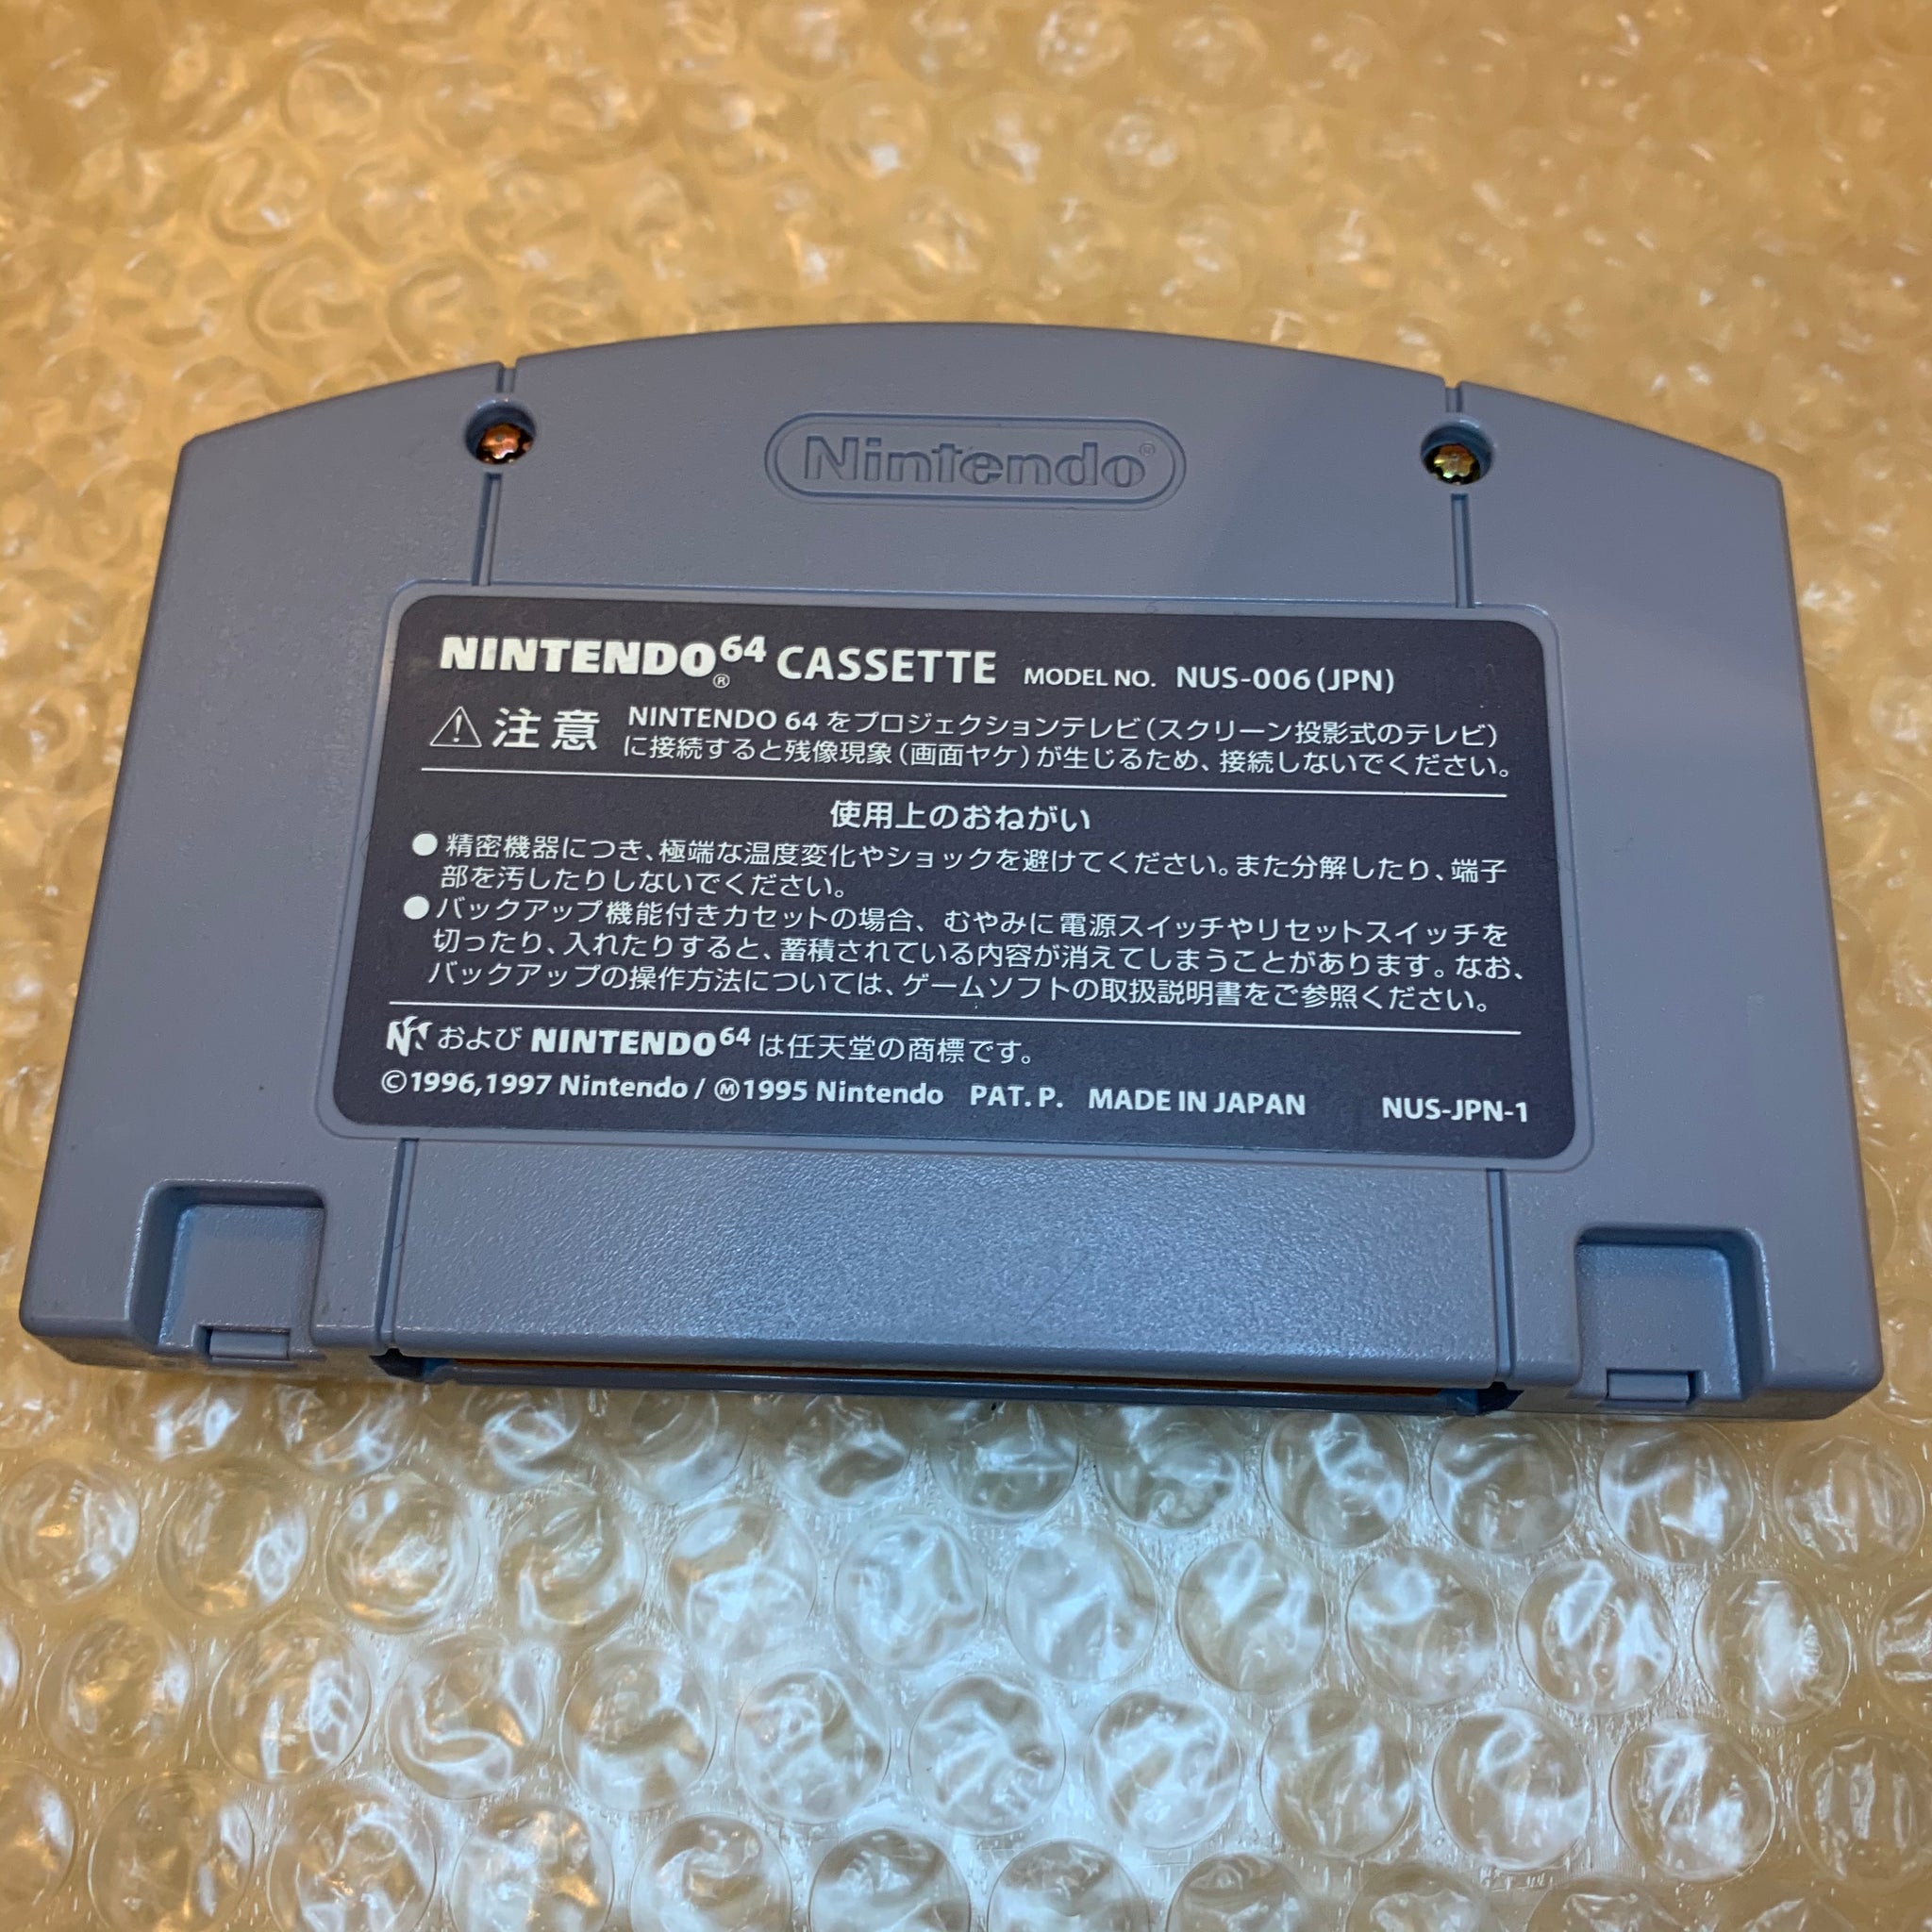 Nintendo®
NINTENDO64® CASSETTE MODEL NO. NUS-006(JPN)
注意 NINTENDO 64 をプロジェクションテレビ(スクリーン投影式のテレビ)
に接続すると残像現象(画面ヤケ)が生じるため、接続しないでください。
使用上のおねがい
●精密機器につき、極端な温度変化やショックを避けてください。また分解したり、端子
部を汚したりしないでください。
●バックアップ機能付きカセットの場合、むやみに電源スイッチやリセットスイッチを
切ったり、入れたりすると、蓄積されている内容が消えてしまうことがあります。なお、
バックアップの操作方法については、ゲームソフトの取扱説明書をご参照ください。
N および NINTENDO64 は任天堂の商標です。
©1996,1997 Nintendo / Ⓜ1995 Nintendo PAT. P. MADE IN JAPAN NUS-JPN-1